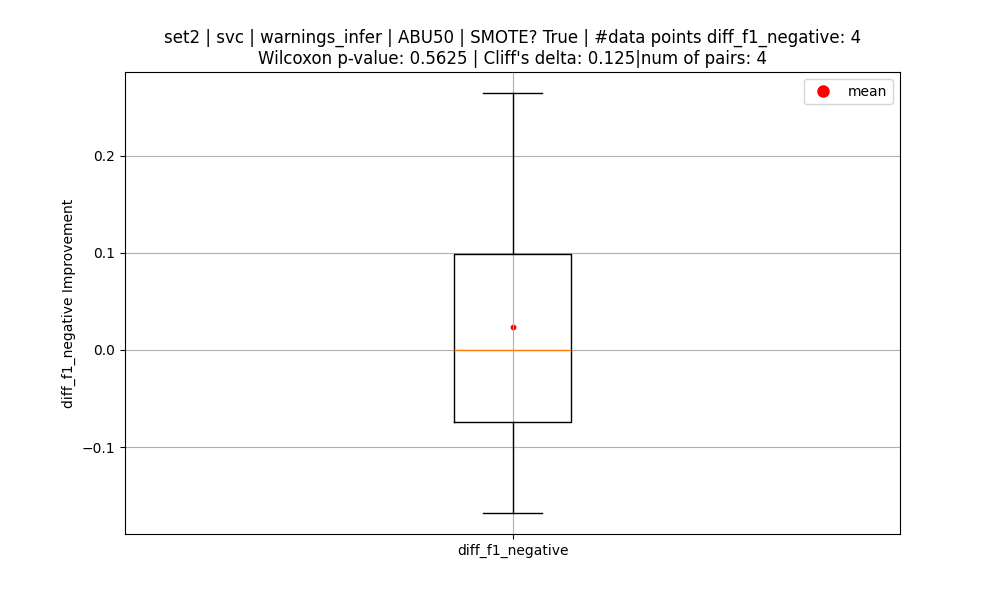 set2 | svc | warnings_infer | ABU50 | SMOTE? True | #data points diff_f1_negative: 4
Wilcoxon p-value: 0.5625 | Cliff's delta: 0.125|num of pairs: 4
mean
0.2
0.1
0.0
−0.1
diff_f1_negative Improvement
diff_f1_negative